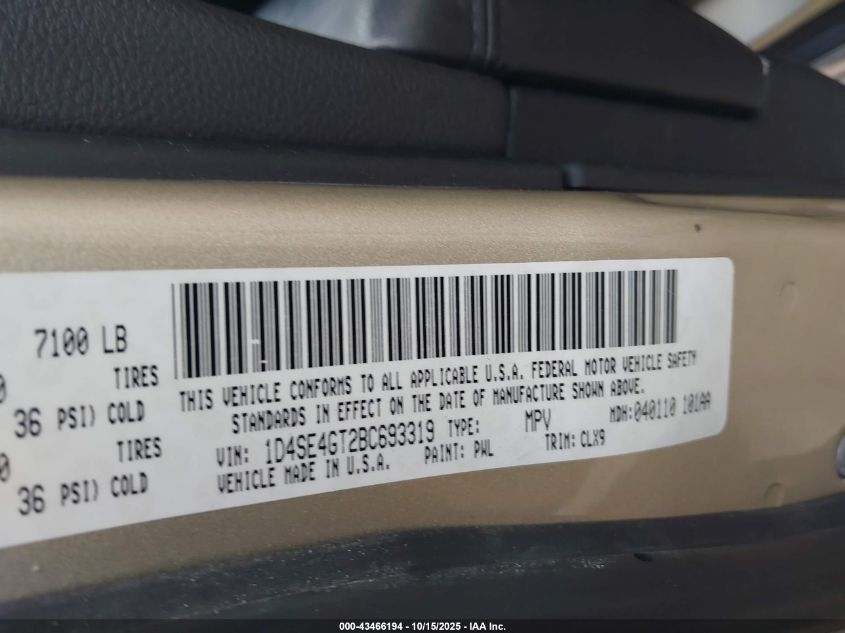 7100 LB
TIRES
36 PSI) COLD
TIRES
36 PSI) COLD
THIS VEHICLE CONFORMS TO ALL APPLICABLE U.S.A. FEDERAL MOTOR VEHICLE SAFETY
STANDARDS IN EFFECT ON THE DATE OF MANUFACTURE SHOWN ABOVE.
VIN: 1D4SE4GT2BC693319 TYPE: MPV MDH:040110 101AA
VEHICLE MADE IN U.S.A. PAINT: PWL TRIM:CLX9
000-43466194 - 10/15/2025 - IAA Inc.